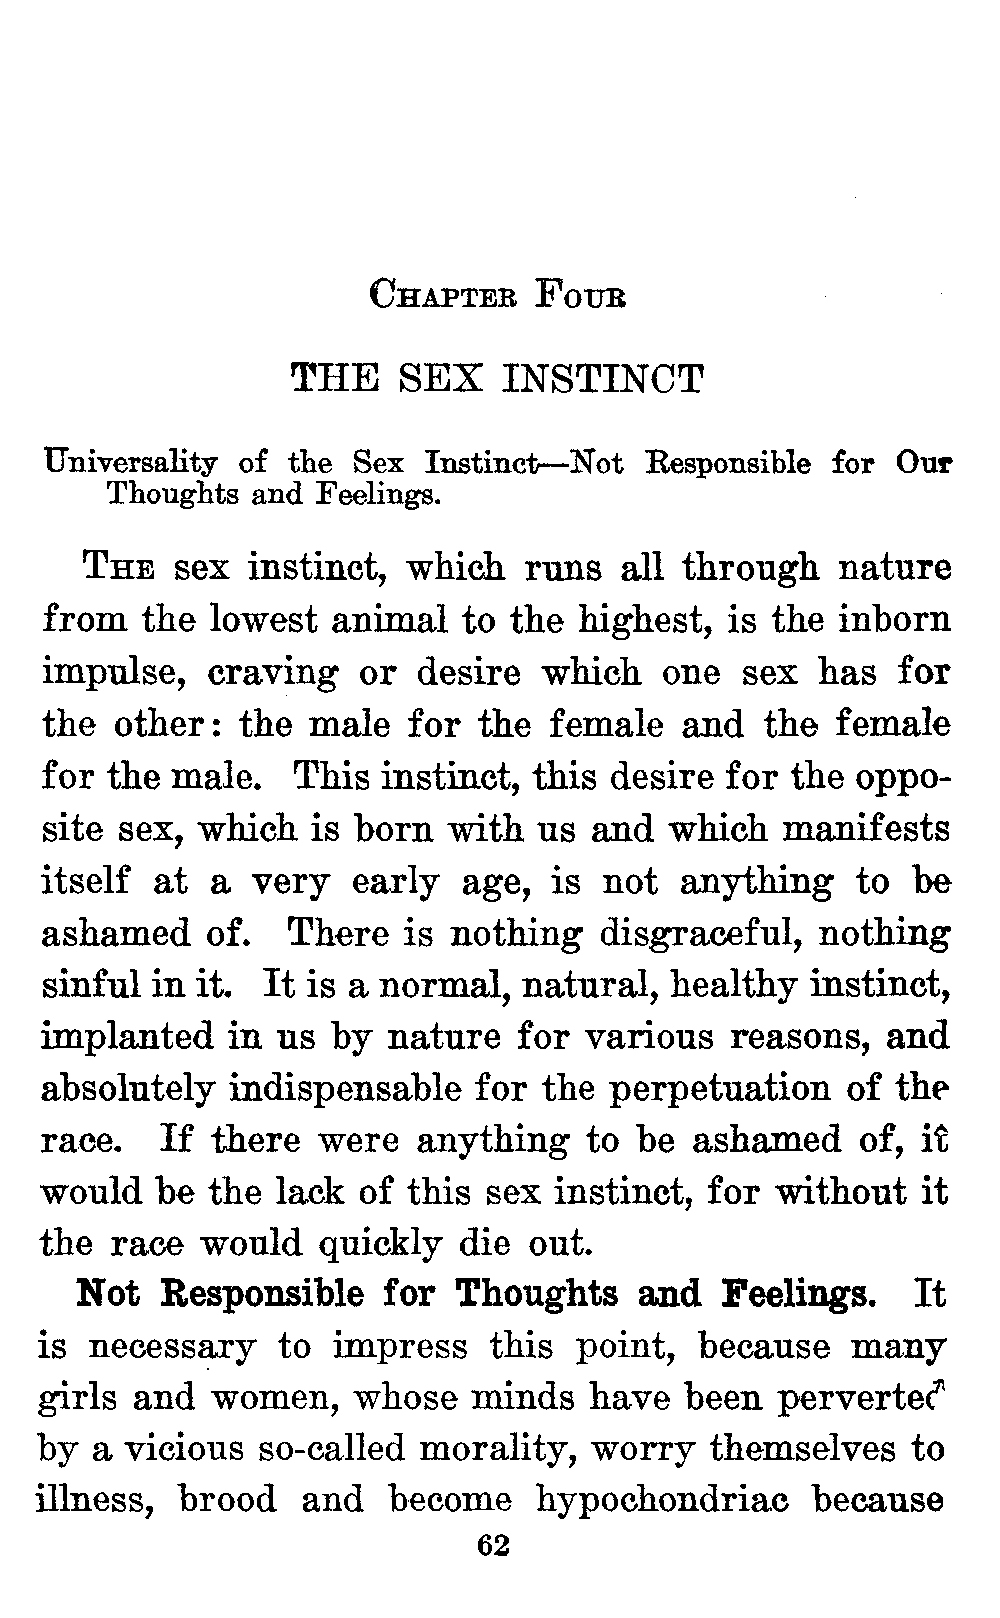 CHAPTER FOUR
THE SEX INSTINCT
Universality of the Sex Instinct—Not Responsible for Our
Thoughts and Feelings.
THE sex instinct, which runs all through nature
from the lowest animal to the highest, is the inborn
impulse, craving or desire which one sex has for
the other: the male for the female and the female
for the male. This instinct, this desire for the oppo-
site sex, which is born with us and which manifests
itself at a very early age, is not anything to be
ashamed of. There is nothing disgraceful, nothing
sinful in it. It is a normal, natural, healthy instinct,
implanted in us by nature for various reasons, and
absolutely indispensable for the perpetuation of the
race. If there were anything to be ashamed of, it
would be the lack of this sex instinct, for without it
the race would quickly die out.
Not Responsible for Thoughts and Feelings. It
is necessary to impress this point, because many
girls and women, whose minds have been perverted
by a vicious so-called morality, worry themselves to
illness, brood and become hypochondriac because
62